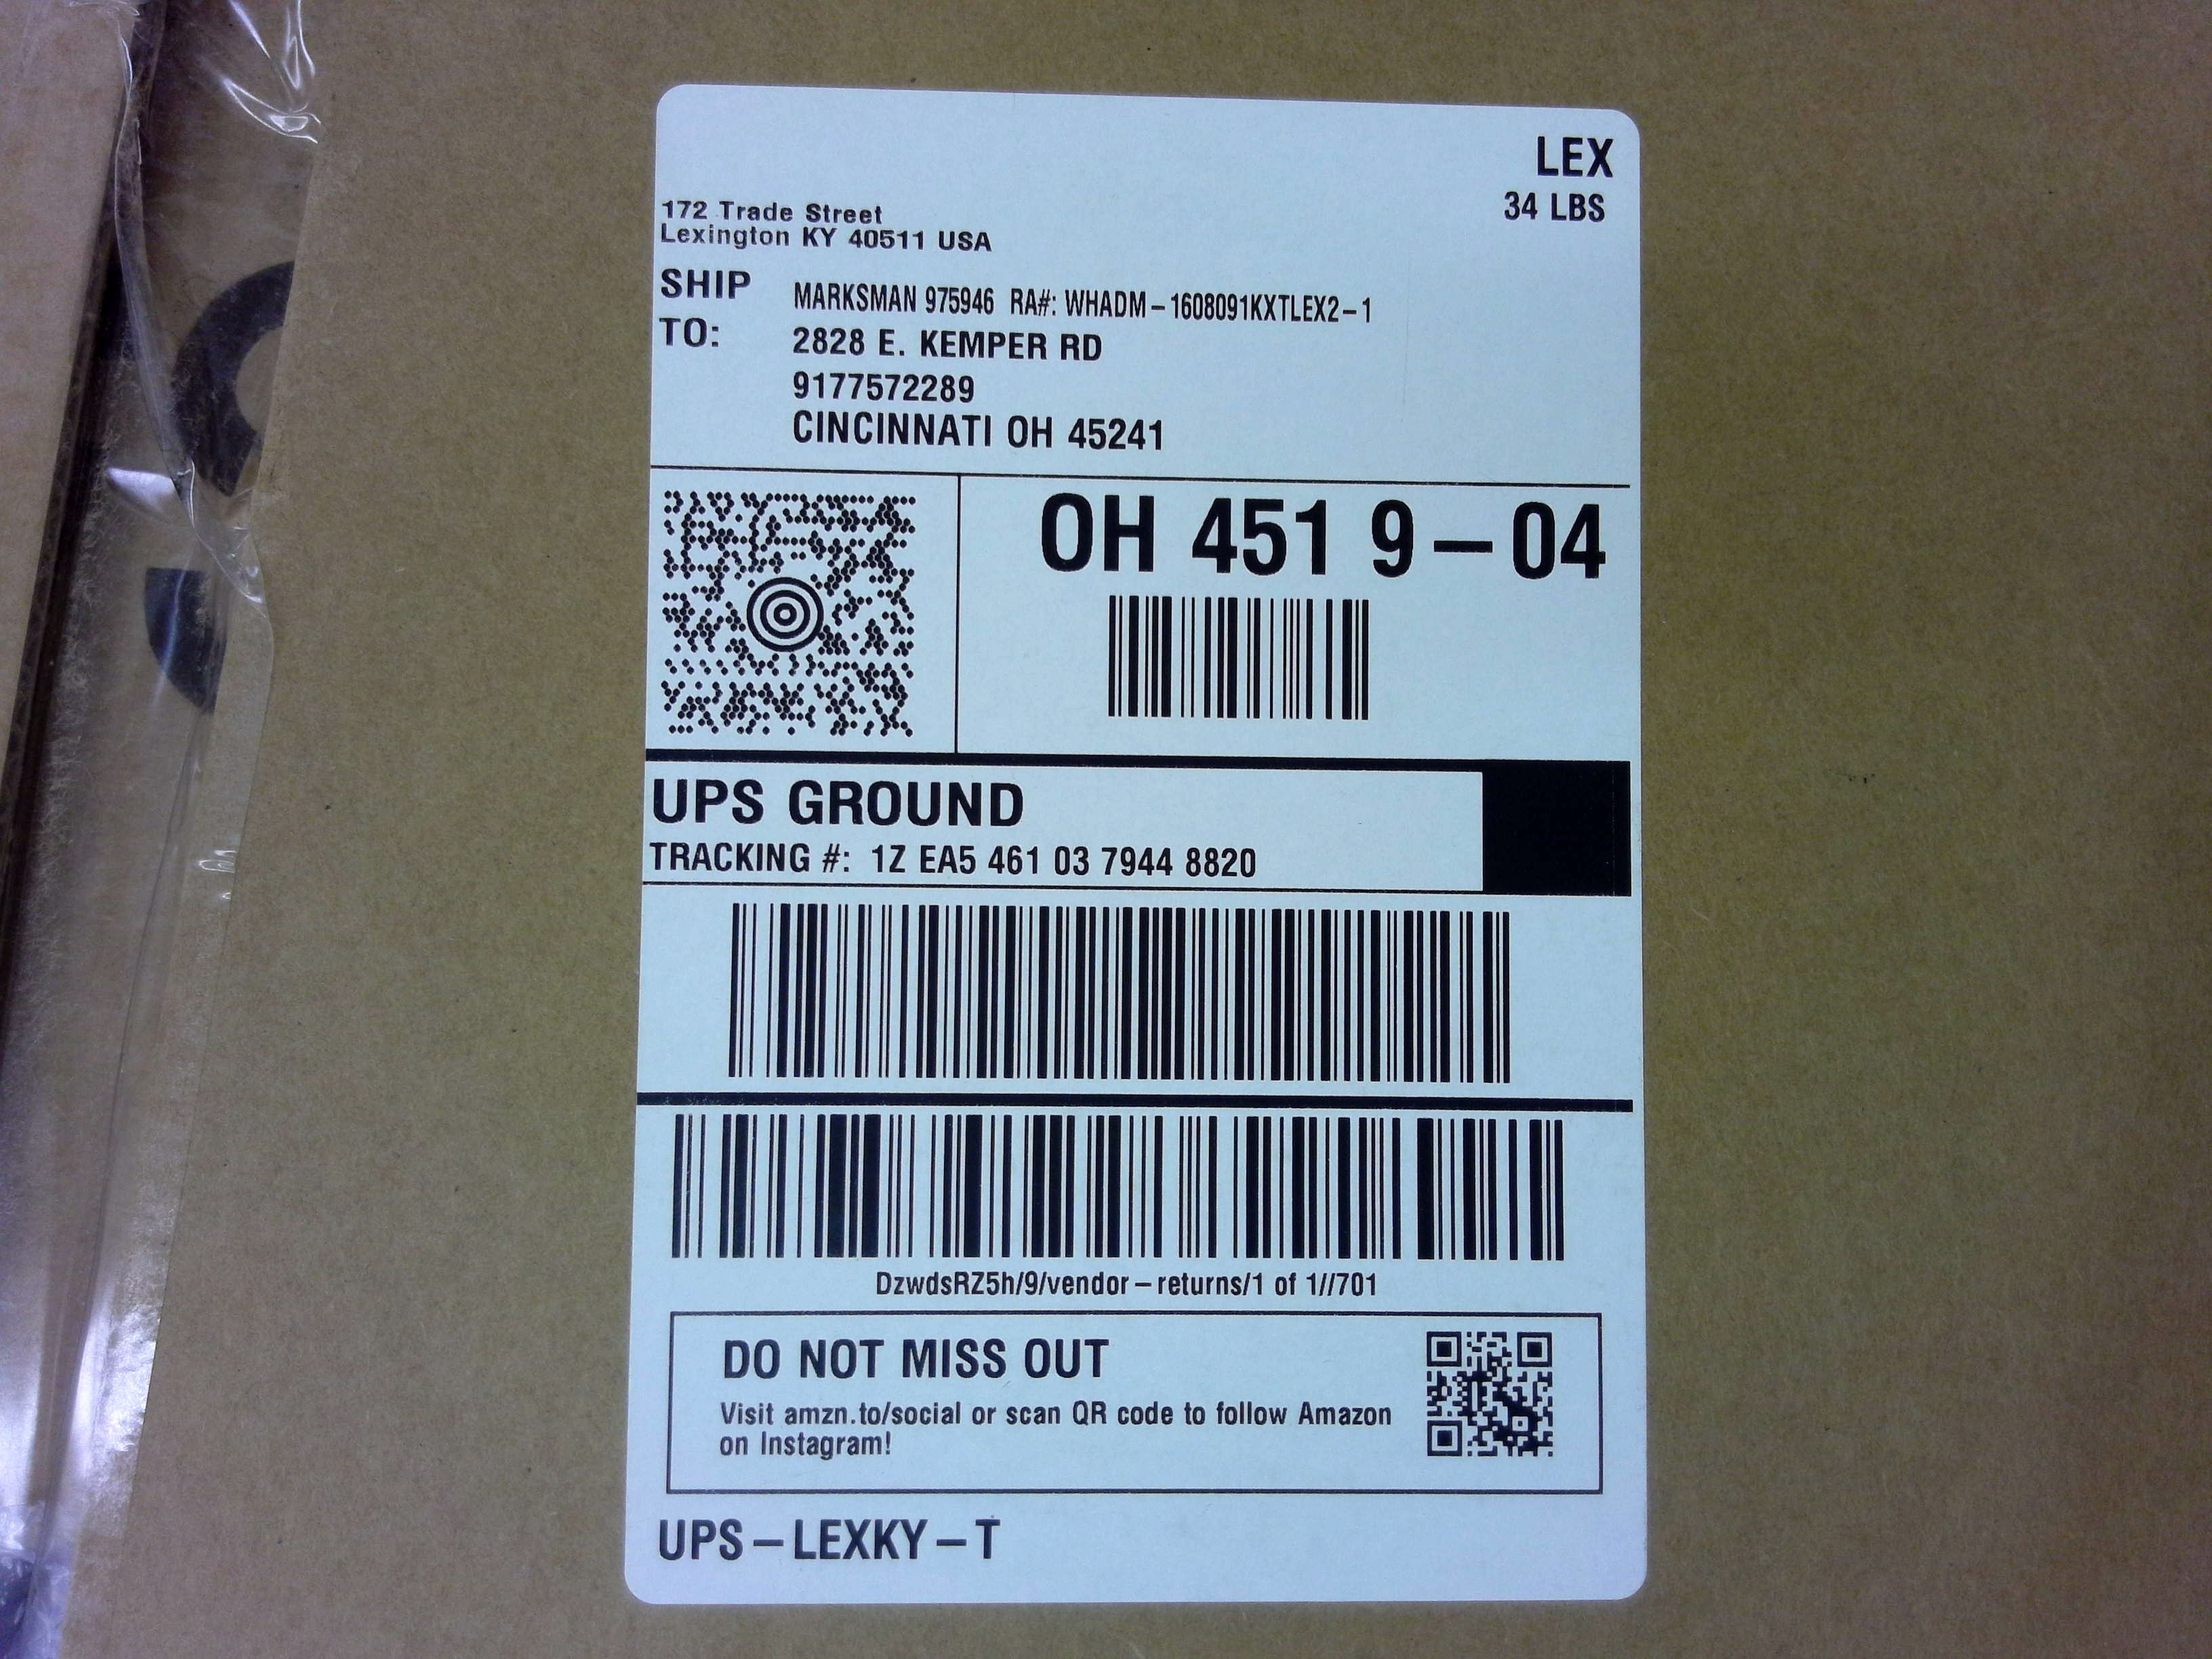 LEX
34 LBS
172 Trade Street
Lexington KY 40511 USA
SHIP
TO:
MARKSMAN 975946 RA#: WHADM-1608091KXTLEX2-1
2828 E. KEMPER RD
9177572289
CINCINNATI OH 45241
OH 451 9-04
UPS GROUND
TRACKING #: 1Z EA5 461 03 7944 8820
DzwdsRZ5h/9/vendor-returns/1 of 1//701
DO NOT MISS OUT
Visit amzn.to/social or scan QR code to follow Amazon
on Instagram!
UPS-LEXKY-T